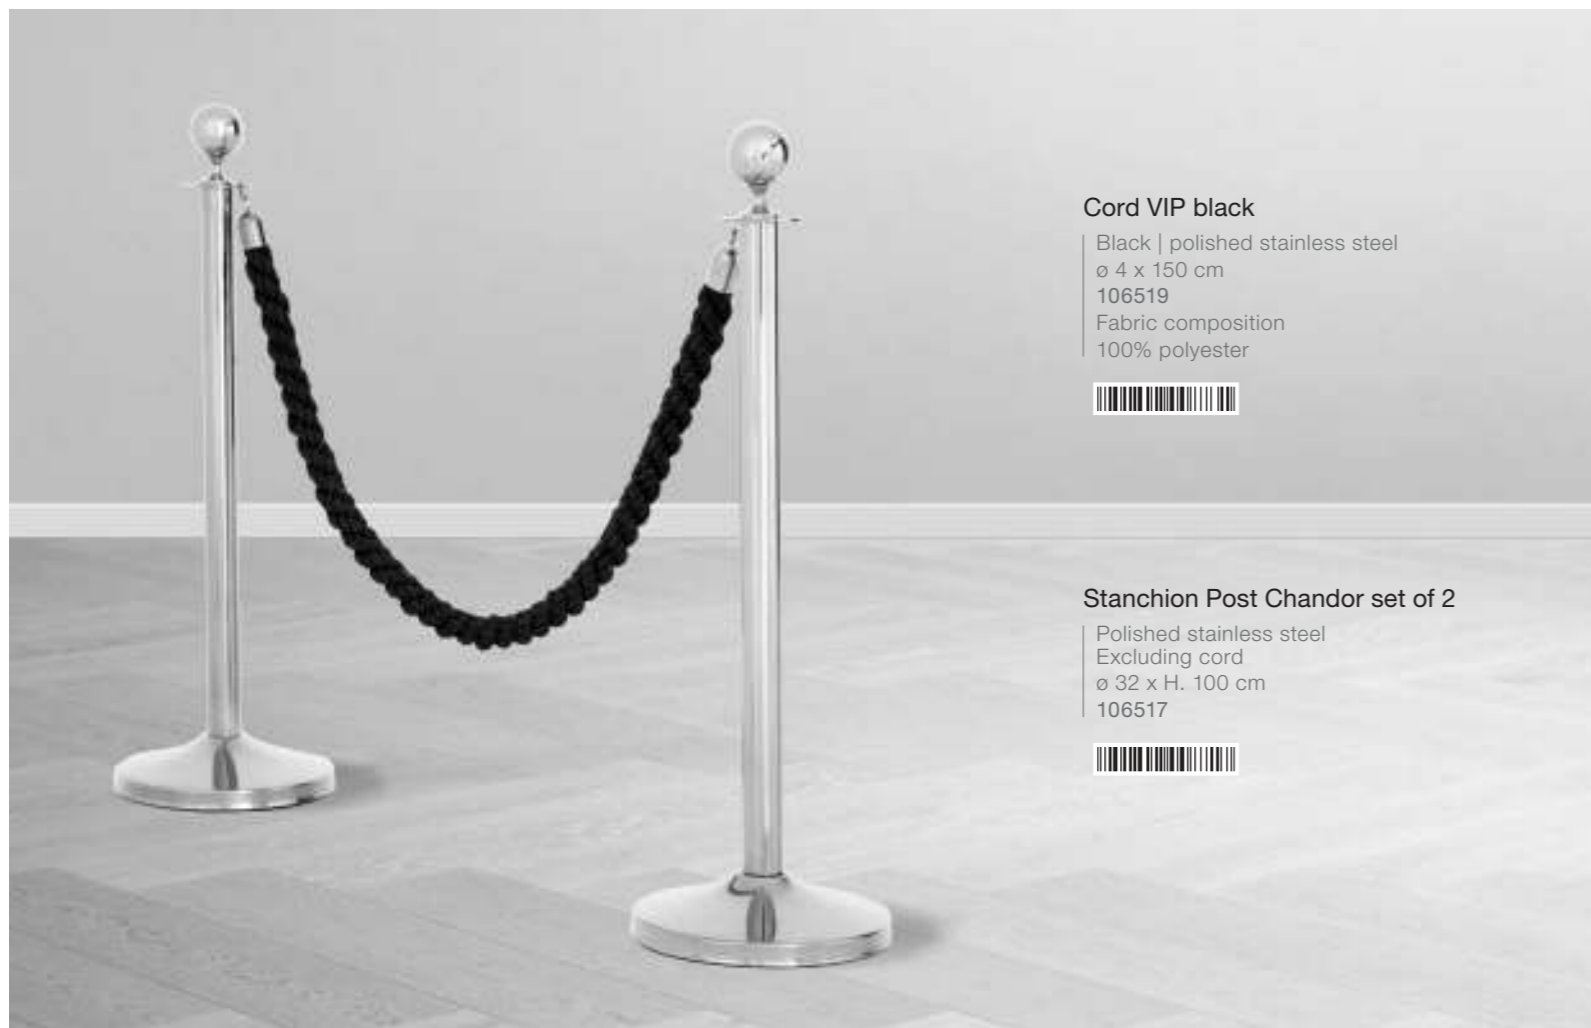 Cord VIP black
Black | polished stainless steel
ø 4 x 150 cm
106519
Fabric composition
100% polyester
Stanchion Post Chandor set of 2
Polished stainless steel
Excluding cord
ø 32 x H. 100 cm
106517